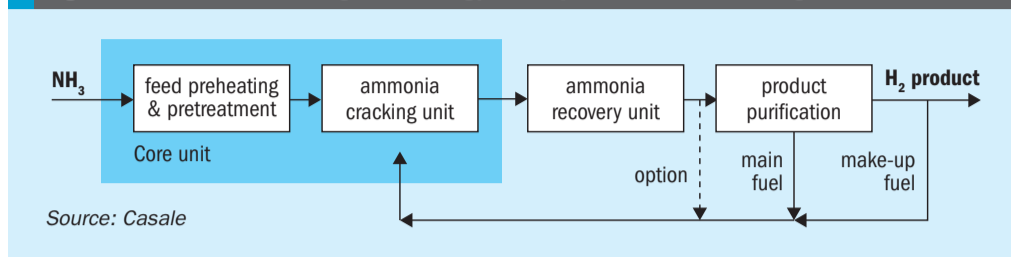 NH3
feed preheating
& pretreatment
ammonia
cracking unit
ammonia
recovery unit
product
purification
H2 product
Core unit
option
main
fuel
make-up
fuel
Source: Casale